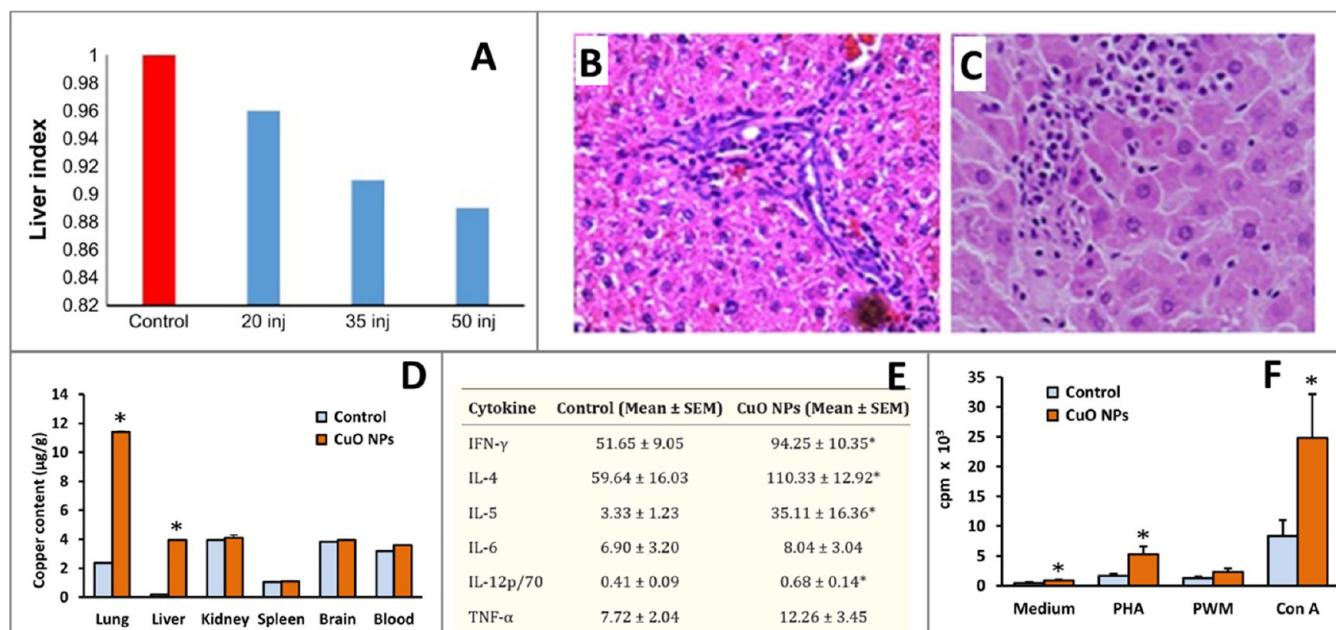 A
Liver index
1
0.98
0.96
0.94
0.92
0.9
0.88
0.86
0.84
0.82
Control 20 inj 35 inj 50 inj
B
C
D
Copper content (µg/g)
14
12
10
8
6
4
2
0
* *
Control
CuO NPs
Lung Liver Kidney Spleen Brain Blood
E
Cytokine Control (Mean ± SEM) CuO NPs (Mean ± SEM)
IFN-γ 51.65 ± 9.05 94.25 ± 10.35*
IL-4 59.64 ± 16.03 110.33 ± 12.92*
IL-5 3.33 ± 1.23 35.11 ± 16.36*
IL-6 6.90 ± 3.20 8.04 ± 3.04
IL-12p/70 0.41 ± 0.09 0.68 ± 0.14*
TNF-α 7.72 ± 2.04 12.26 ± 3.45
F
cpm x 10³
35
30
25
20
15
10
5
0
Control
CuO NPs
* * *
Medium PHA PWM Con A